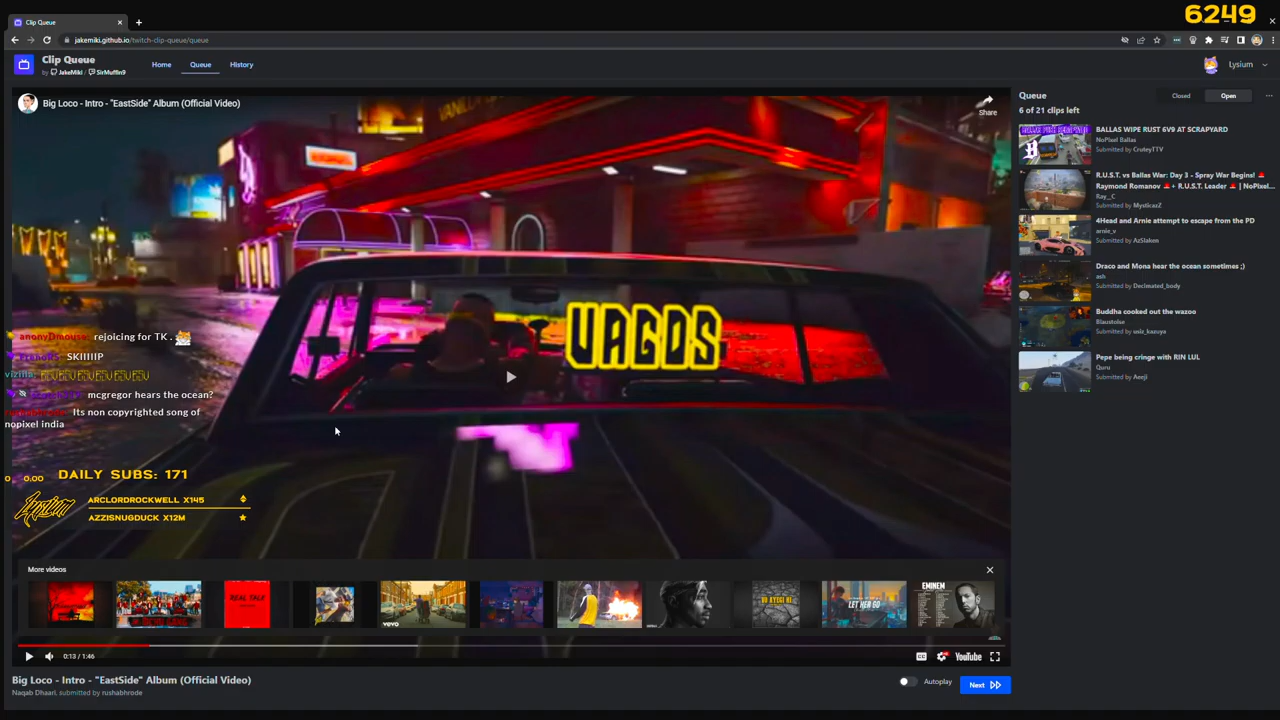 6249
Clip Queue
jakemiki.github.io/twitch-clip-queue/queue
Clip Queue
by JakeMiki / SirMuffin9
Home
Queue
History
Lysium
Big Loco - Intro - "EastSide" Album (Official Video)
Share
VAGOS
anonyDmouse: rejoicing for TK .
SKIIIIIP
mcgregor hears the ocean?
Its non copyrighted song of
nopixel india
0.00
DAILY SUBS: 171
ARCLORDROCKWELL X145
AZZISNUGDUCK X12M
More videos
vevo
REAL TALK
LET HER GO
EMINEM
0:13 / 1:46
YouTube
Big Loco - Intro - "EastSide" Album (Official Video)
Naqab Dhaari, submitted by rushabhrode
Autoplay
Next
Queue
Closed
Open
6 of 21 clips left
BALLAS WIPE RUST 6V9 AT SCRAPYARD
NoPixel Ballas
Submitted by CruteyTTV
R.U.S.T. vs Ballas War: Day 3 - Spray War Begins!
Raymond Romanov + R.U.S.T. Leader | NoPixel...
Ray__C
Submitted by MysticazZ
4Head and Arnie attempt to escape from the PD
arnie_v
Submitted by AzSlaken
Draco and Mona hear the ocean sometimes ;)
ash
Submitted by Decimated_body
Buddha cooked out the wazoo
Blaustoise
Submitted by usic_kazuya
Pepe being cringe with RIN LUL
Quru
Submitted by Aeeji